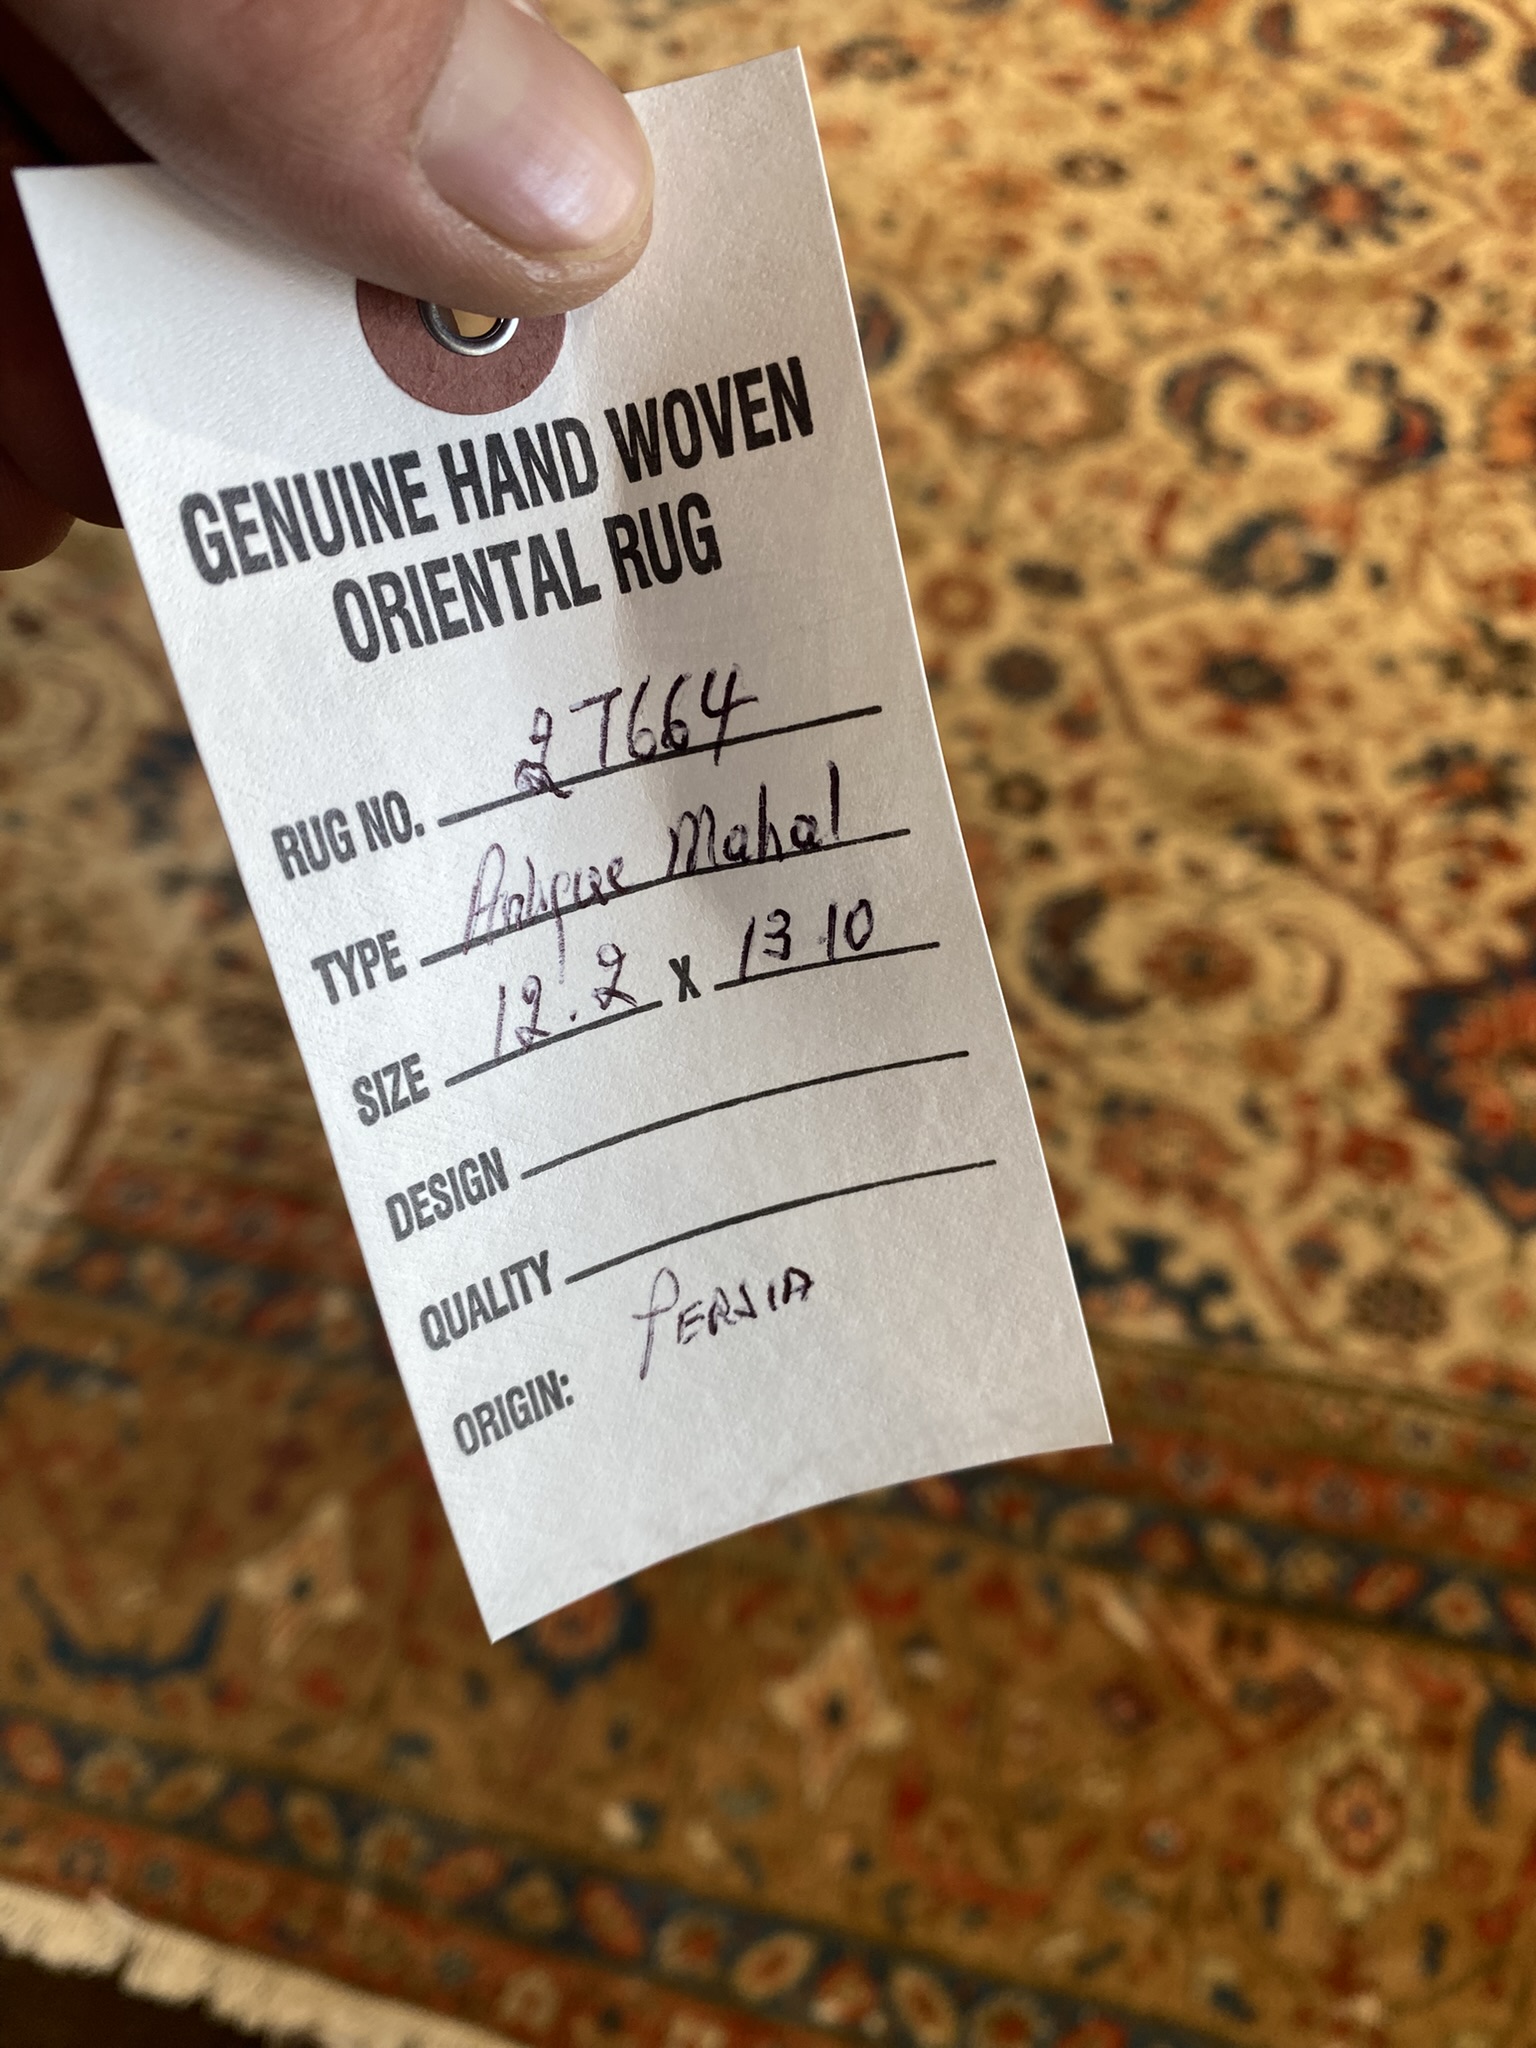 GENUINE HAND WOVEN
ORIENTAL RUG
RUG NO. 27664
TYPE Antique Mahal
SIZE 12.2 X 13 10
DESIGN
QUALITY
ORIGIN: PERSIA